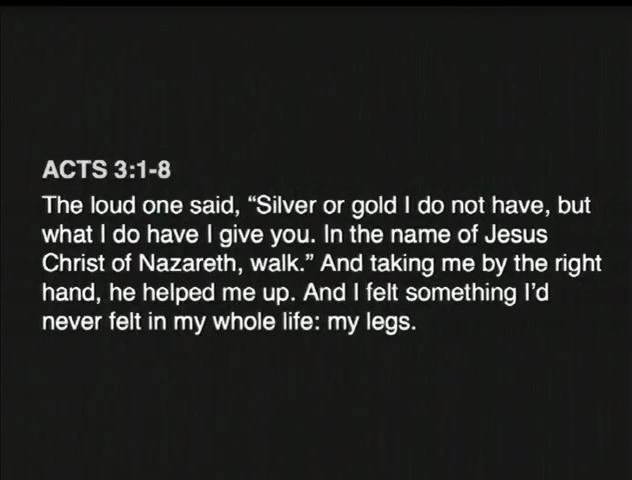 ACTS 3:1-8
The loud one said, “Silver or gold I do not have, but
what I do have I give you. In the name of Jesus
Christ of Nazareth, walk.” And taking me by the right
hand, he helped me up. And I felt something I’d
never felt in my whole life: my legs.